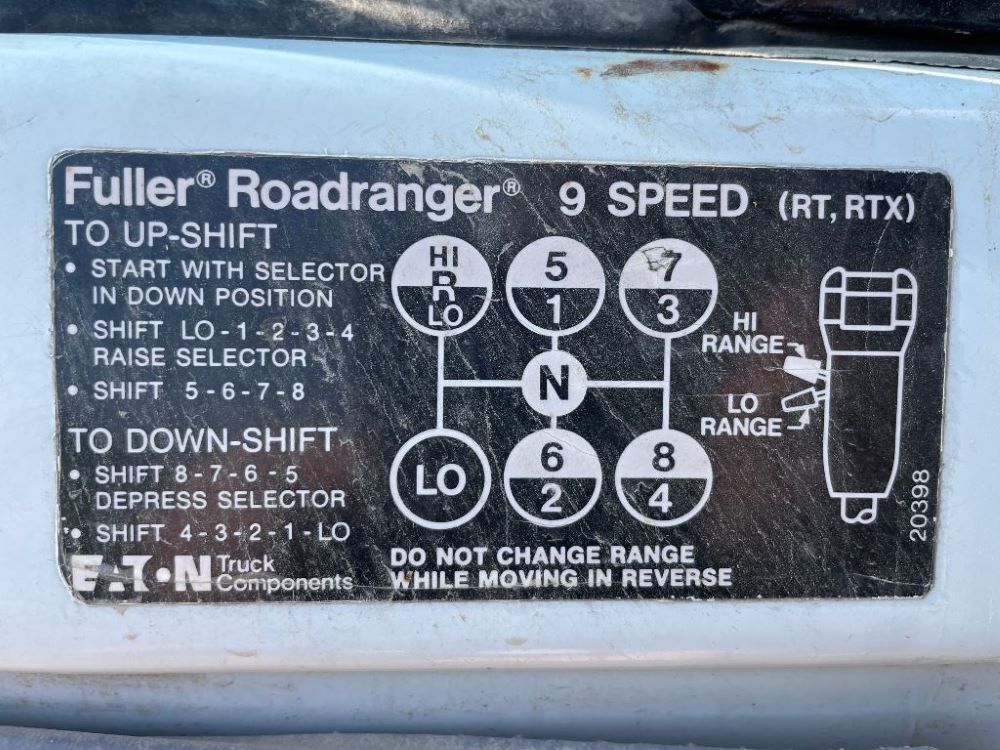 Fuller® Roadranger® 9 SPEED (RT, RTX)
TO UP-SHIFT
• START WITH SELECTOR
IN DOWN POSITION
• SHIFT LO-1-2-3-4
RAISE SELECTOR
• SHIFT 5-6-7-8
TO DOWN-SHIFT
• SHIFT 8-7-6-5
DEPRESS SELECTOR
• SHIFT 4-3-2-1-LO
EATON Truck
Components
HI
R
LO
5
1
7
3
N
LO
6
2
8
4
HI
RANGE
LO
RANGE
20398
DO NOT CHANGE RANGE
WHILE MOVING IN REVERSE